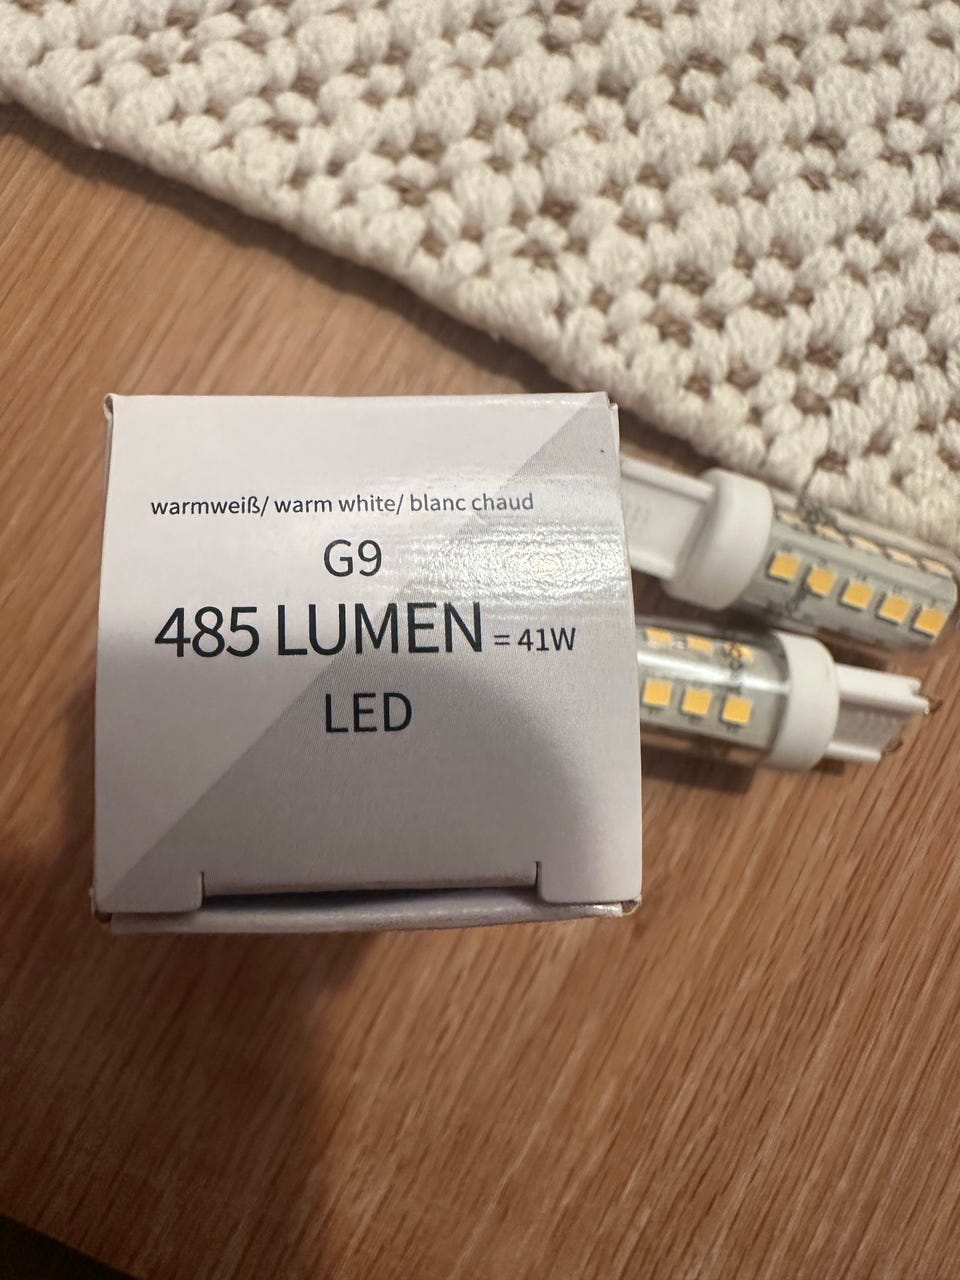 warmweiß/ warm white/ blanc chaud
G9
485 LUMEN = 41W
LED